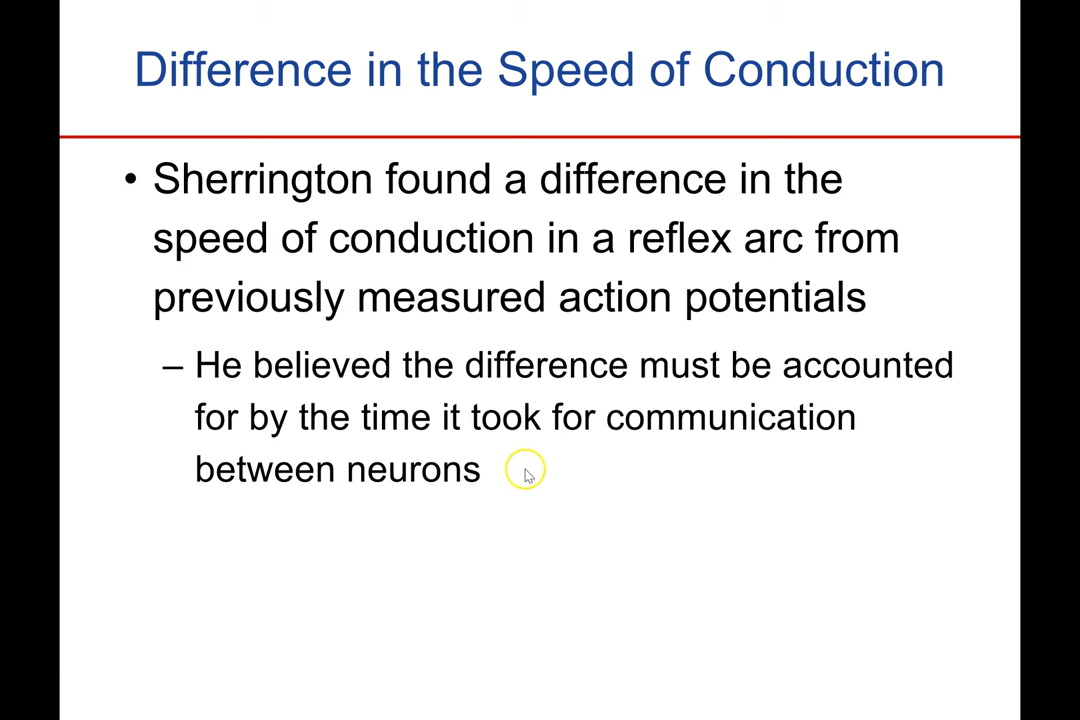 Difference in the Speed of Conduction
• Sherrington found a difference in the
speed of conduction in a reflex arc from
previously measured action potentials
– He believed the difference must be accounted
for by the time it took for communication
between neurons